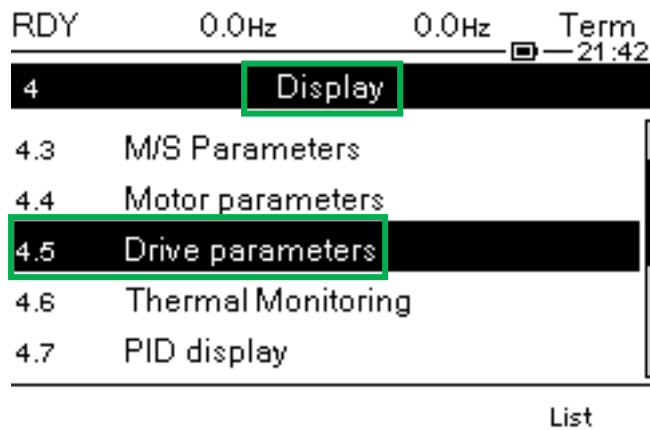 RDY 0.0Hz 0.0Hz Term
21:42
4 Display
4.3 M/S Parameters
4.4 Motor parameters
4.5 Drive parameters
4.6 Thermal Monitoring
4.7 PID display
List